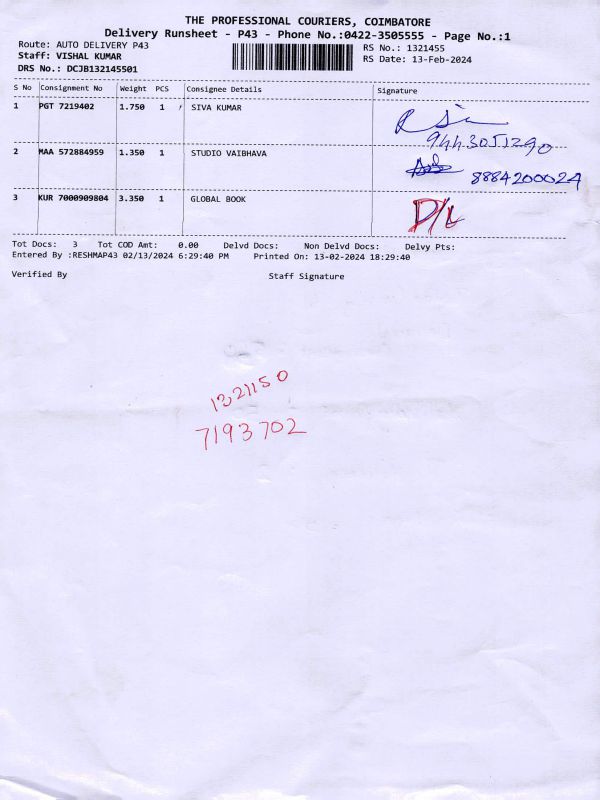 THE PROFESSIONAL COURIERS, COIMBATORE
Delivery Runsheet - P43 - Phone No.:0422-3505555 - Page No.:1
Route: AUTO DELIVERY P43
RS No.: 1321455
Staff: VISHAL KUMAR
RS Date: 13-Feb-2024
DRS No.: DCJB132145501
S No Consignment No Weight PCS Consignee Details Signature
1 PGT 7219402 1.750 1 SIVA KUMAR
9443051290
2 MAA 572884959 1.350 1 STUDIO VAIBHAVA
8884200024
3 KUR 7000909804 3.350 1 GLOBAL BOOK D/L
Tot Docs: 3 Tot COD Amt: 0.00 Delvd Docs: Non Delvd Docs: Delvy Pts:
Entered By :RESHMAP43 02/13/2024 6:29:40 PM Printed On: 13-02-2024 18:29:40
Verified By Staff Signature
1321150
7193702